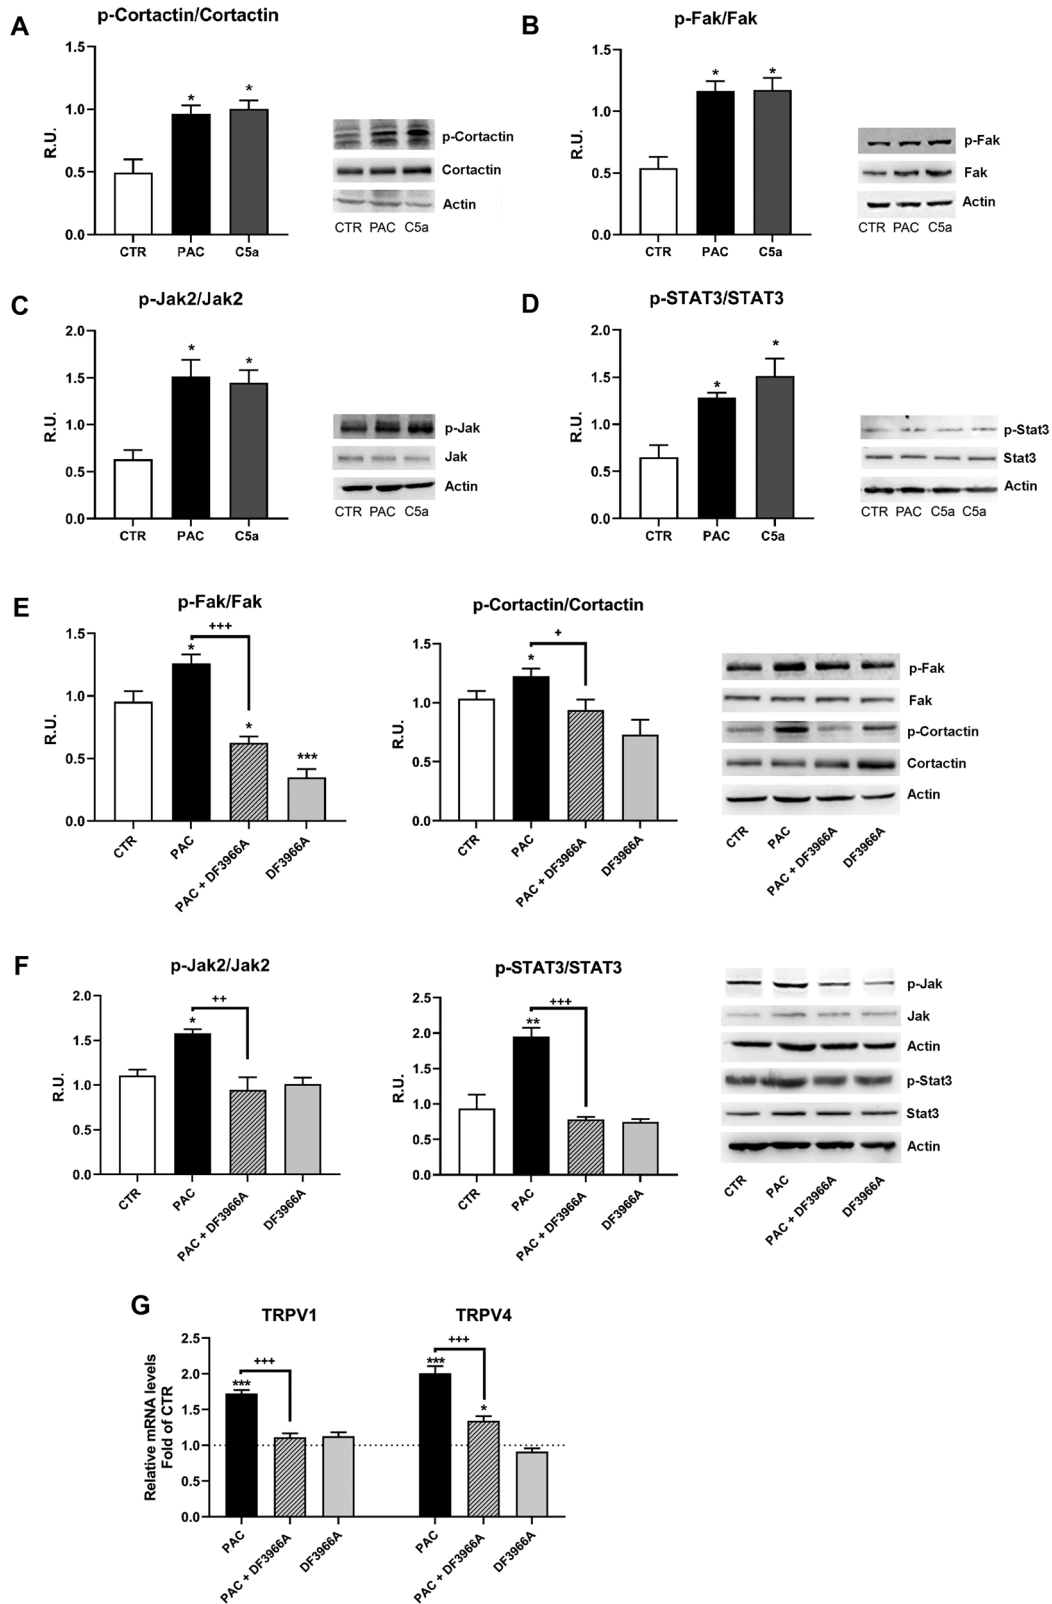 A
p-Cortactin/Cortactin
1.5
1.0
0.5
0.0
R.U.
*
*
CTR PAC C5a
p-Cortactin
Cortactin
Actin
CTR PAC C5a
B
p-Fak/Fak
1.5
1.0
0.5
0.0
R.U.
*
*
CTR PAC C5a
p-Fak
Fak
Actin
CTR PAC C5a
C
p-Jak2/Jak2
2.0
1.5
1.0
0.5
0.0
R.U.
*
*
CTR PAC C5a
p-Jak
Jak
Actin
CTR PAC C5a
D
p-STAT3/STAT3
2.0
1.5
1.0
0.5
0.0
R.U.
*
*
CTR PAC C5a
p-Stat3
Stat3
Actin
CTR PAC C5a C5a
E
p-Fak/Fak
1.5
1.0
0.5
0.0
R.U.
+++
*
*
***
CTR
PAC
PAC + DF3966A
DF3966A
p-Cortactin/Cortactin
1.5
1.0
0.5
0.0
R.U.
+
*
CTR
PAC
PAC + DF3966A
DF3966A
p-Fak
Fak
p-Cortactin
Cortactin
Actin
CTR
PAC
PAC + DF3966A
DF3966A
F
p-Jak2/Jak2
2.0
1.5
1.0
0.5
0.0
R.U.
++
*
CTR
PAC
PAC + DF3966A
DF3966A
p-STAT3/STAT3
2.5
2.0
1.5
1.0
0.5
0.0
R.U.
+++
**
CTR
PAC
PAC + DF3966A
DF3966A
p-Jak
Jak
Actin
p-Stat3
Stat3
Actin
CTR
PAC
PAC + DF3966A
DF3966A
G
TRPV1 TRPV4
2.5
2.0
1.5
1.0
0.5
0.0
Relative mRNA levels
Fold of CTR
+++
***
+++
***
*
PAC
PAC + DF3966A
DF3966A
PAC
PAC + DF3966A
DF3966A